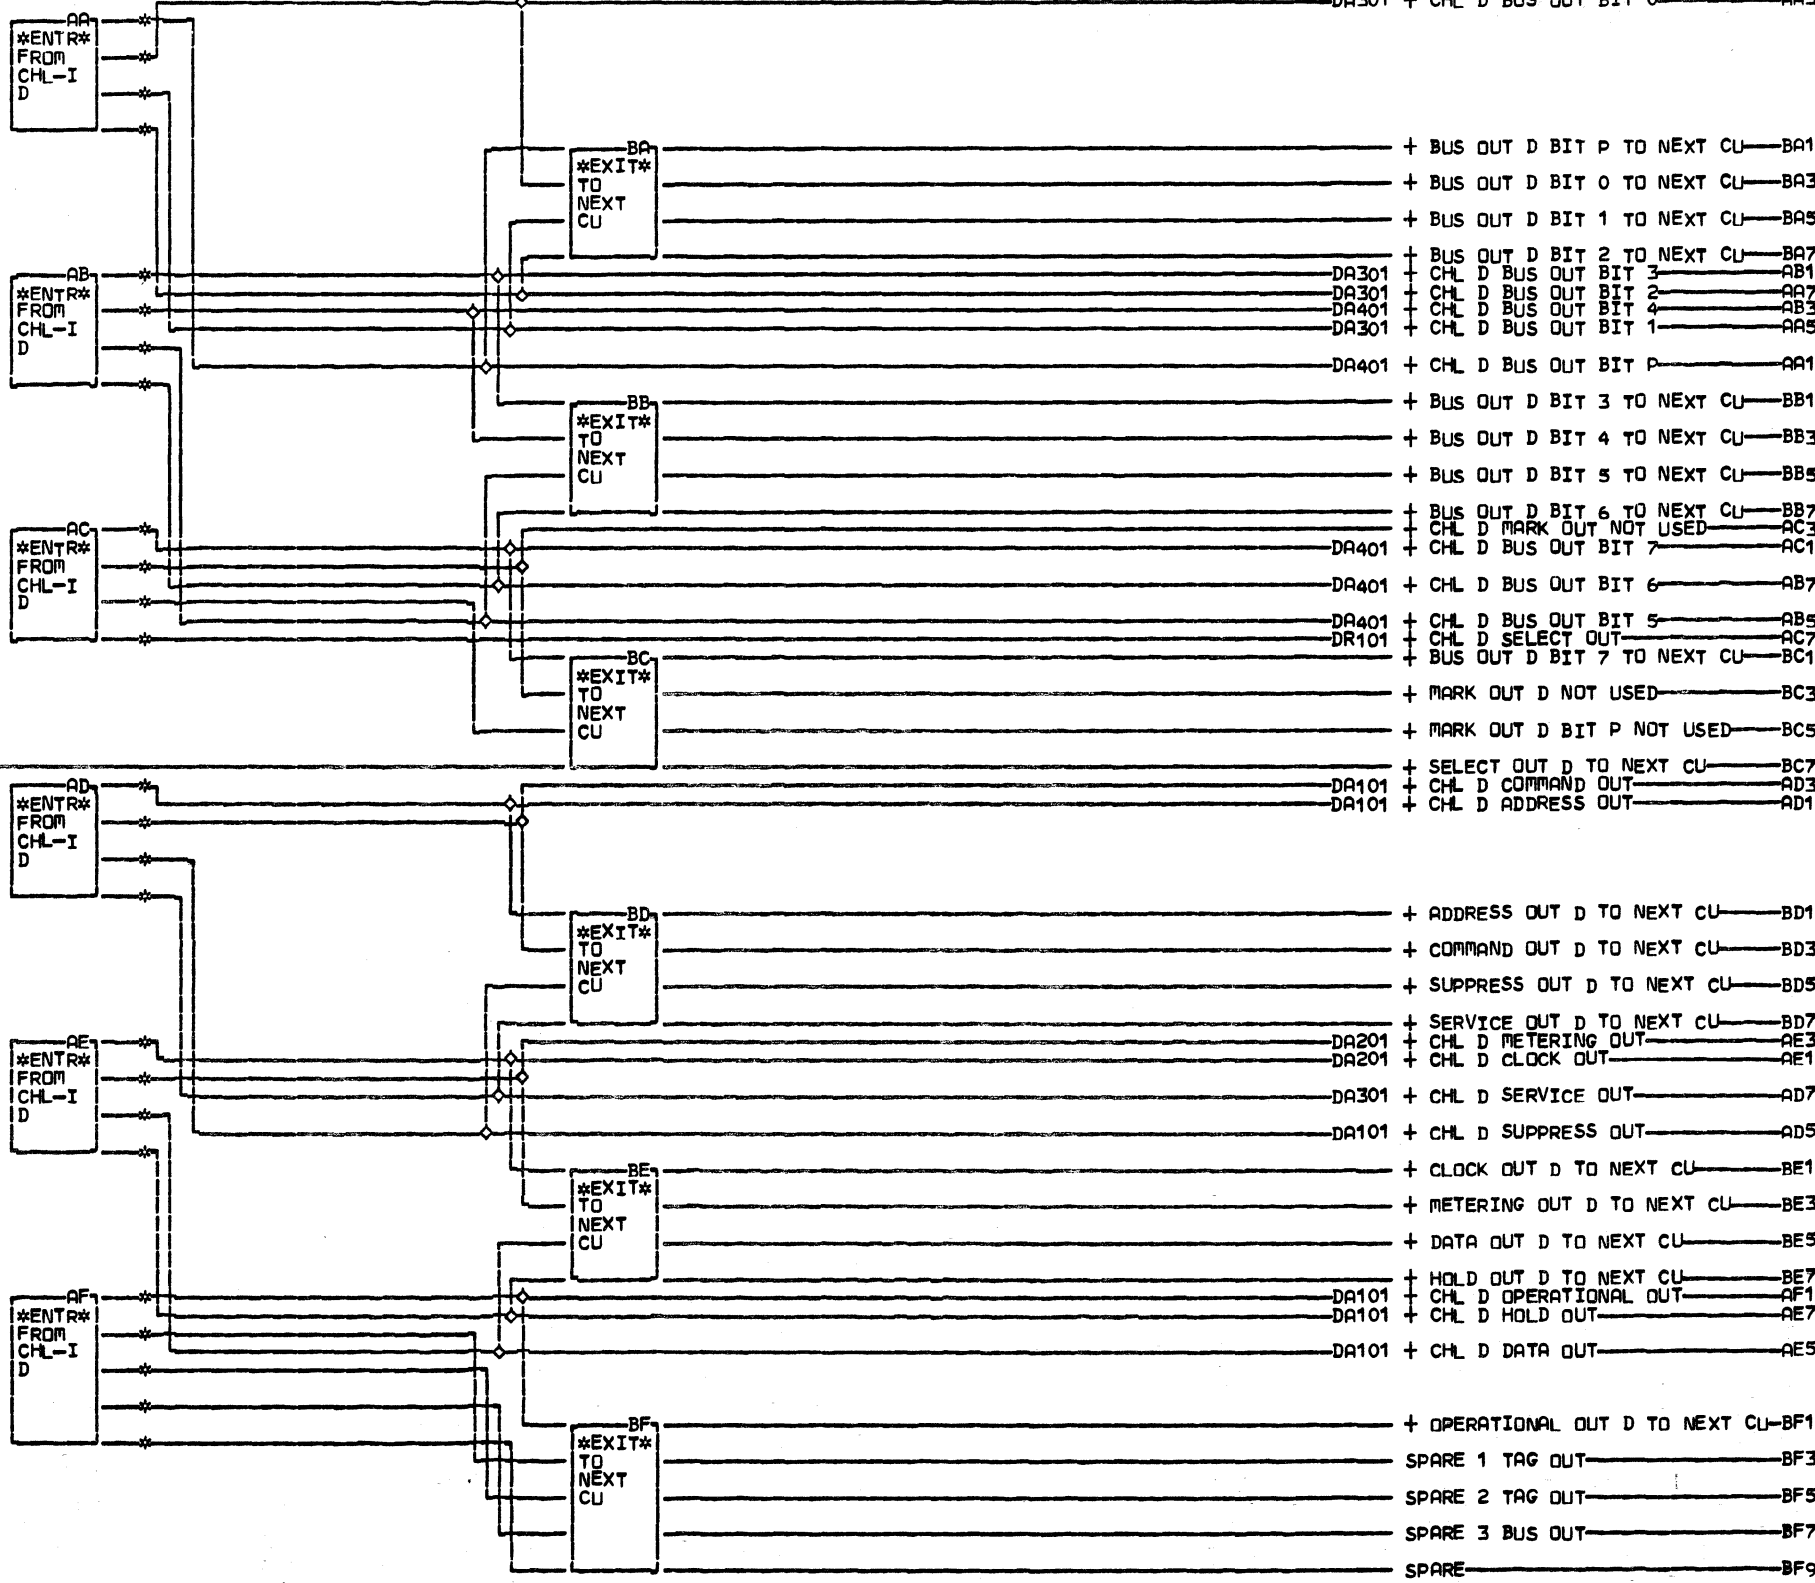 AA
*ENTR*
FROM
CHL-I
D
BA
*EXIT*
TO
NEXT
CU
+ BUS OUT D BIT P TO NEXT CU BA1
+ BUS OUT D BIT 0 TO NEXT CU BA3
+ BUS OUT D BIT 1 TO NEXT CU BA5
+ BUS OUT D BIT 2 TO NEXT CU BA7
AB
*ENTR*
FROM
CHL-I
D
DA301 + CHL D BUS OUT BIT 3 AB1
DA301 + CHL D BUS OUT BIT 2 AA7
DA401 + CHL D BUS OUT BIT 4 AB3
DA301 + CHL D BUS OUT BIT 1 AA5
DA401 + CHL D BUS OUT BIT P AA1
BB
*EXIT*
TO
NEXT
CU
+ BUS OUT D BIT 3 TO NEXT CU BB1
+ BUS OUT D BIT 4 TO NEXT CU BB3
+ BUS OUT D BIT 5 TO NEXT CU BB5
+ BUS OUT D BIT 6 TO NEXT CU BB7
AC
*ENTR*
FROM
CHL-I
D
+ CHL D MARK OUT NOT USED AC3
DA401 + CHL D BUS OUT BIT 7 AC1
DA401 + CHL D BUS OUT BIT 6 AB7
DA401 + CHL D BUS OUT BIT 5 AB5
DR101 + CHL D SELECT OUT AC7
BC
*EXIT*
TO
NEXT
CU
+ BUS OUT D BIT 7 TO NEXT CU BC1
+ MARK OUT D NOT USED BC3
+ MARK OUT D BIT P NOT USED BC5
+ SELECT OUT D TO NEXT CU BC7
AD
*ENTR*
FROM
CHL-I
D
DA101 + CHL D COMMAND OUT AD3
DA101 + CHL D ADDRESS OUT AD1
BD
*EXIT*
TO
NEXT
CU
+ ADDRESS OUT D TO NEXT CU BD1
+ COMMAND OUT D TO NEXT CU BD3
+ SUPPRESS OUT D TO NEXT CU BD5
+ SERVICE OUT D TO NEXT CU BD7
AE
*ENTR*
FROM
CHL-I
D
DA201 + CHL D METERING OUT AE3
DA201 + CHL D CLOCK OUT AE1
DA301 + CHL D SERVICE OUT AD7
DA101 + CHL D SUPPRESS OUT AD5
BE
*EXIT*
TO
NEXT
CU
+ CLOCK OUT D TO NEXT CU BE1
+ METERING OUT D TO NEXT CU BE3
+ DATA OUT D TO NEXT CU BE5
+ HOLD OUT D TO NEXT CU BE7
AF
*ENTR*
FROM
CHL-I
D
DA101 + CHL D OPERATIONAL OUT AF1
DA101 + CHL D HOLD OUT AE7
DA101 + CHL D DATA OUT AE5
BF
*EXIT*
TO
NEXT
CU
+ OPERATIONAL OUT D TO NEXT CU BF1
SPARE 1 TAG OUT BF3
SPARE 2 TAG OUT BF5
SPARE 3 BUS OUT BF7
SPARE BF9